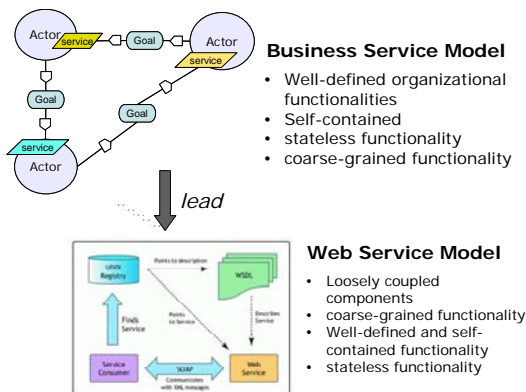 Actor
service
Goal
Actor
service
Goal
Goal
service
Actor
Business Service Model
• Well-defined organizational
functionalities
• Self-contained
• stateless functionality
• coarse-grained functionality
lead
UDDI
Registry
Points to description
WSDL
Finds
Service
Points
to Service
Describes
Service
Service
Consumer
SOAP
Communicates
with XML messages
Web
Service
Web Service Model
• Loosely coupled
components
• coarse-grained functionality
• Well-defined and self-
contained functionality
• stateless functionality